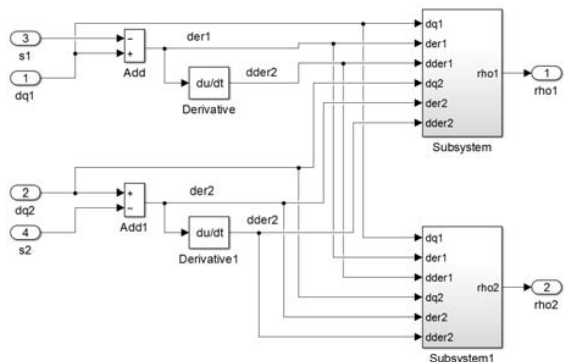 3
s1
1
dq1
−
+
Add
der1
du/dt
Derivative
dder2
dq1
der1
dder1
dq2
der2
dder2
rho1
Subsystem
1
rho1
2
dq2
4
s2
+
−
Add1
der2
du/dt
Derivative1
dder2
dq1
der1
dder1
dq2
der2
dder2
rho2
Subsystem1
2
rho2